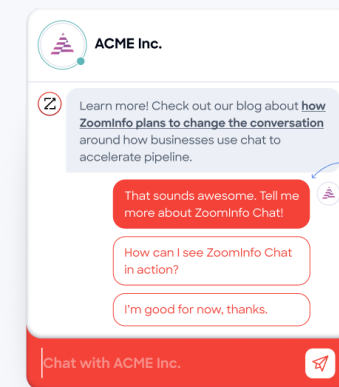 ACME Inc.
Learn more! Check out our blog about how
ZoomInfo plans to change the conversation
around how businesses use chat to
accelerate pipeline.
That sounds awesome. Tell me
more about ZoomInfo Chat!
How can I see ZoomInfo Chat
in action?
I'm good for now, thanks.
Chat with ACME Inc.